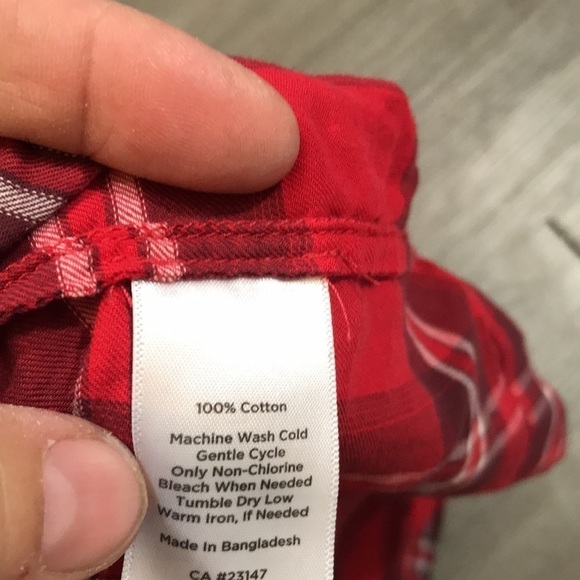 100% Cotton
Machine Wash Cold
Gentle Cycle
Only Non-Chlorine
Bleach When Needed
Tumble Dry Low
Warm Iron, If Needed
Made In Bangladesh
CA #23147